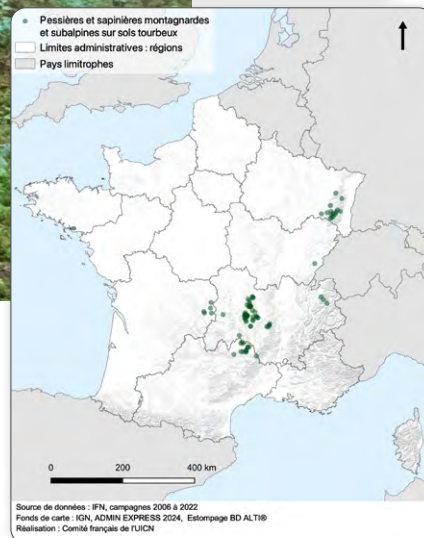 Pessières et sapinières montagnardes
et subalpines sur sols tourbeux
Limites administratives : régions
Pays limitrophes
0 200 400 km
Source de données : IFN, campagnes 2006 à 2022
Fonds de carte : IGN, ADMIN EXPRESS 2024, Estompage BD ALTI®
Réalisation : Comité français de l'UICN